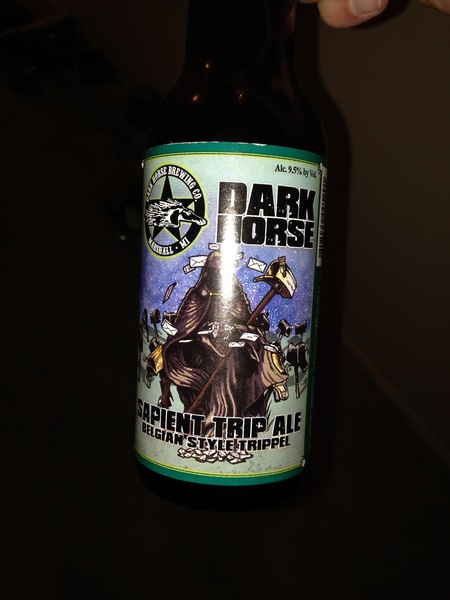 Alc. 9.5% by Vol.
DARK HORSE BREWING CO.
MARSHALL • MI
DARK
HORSE
SAPIENT TRIP ALE
BELGIAN STYLE TRIPPEL